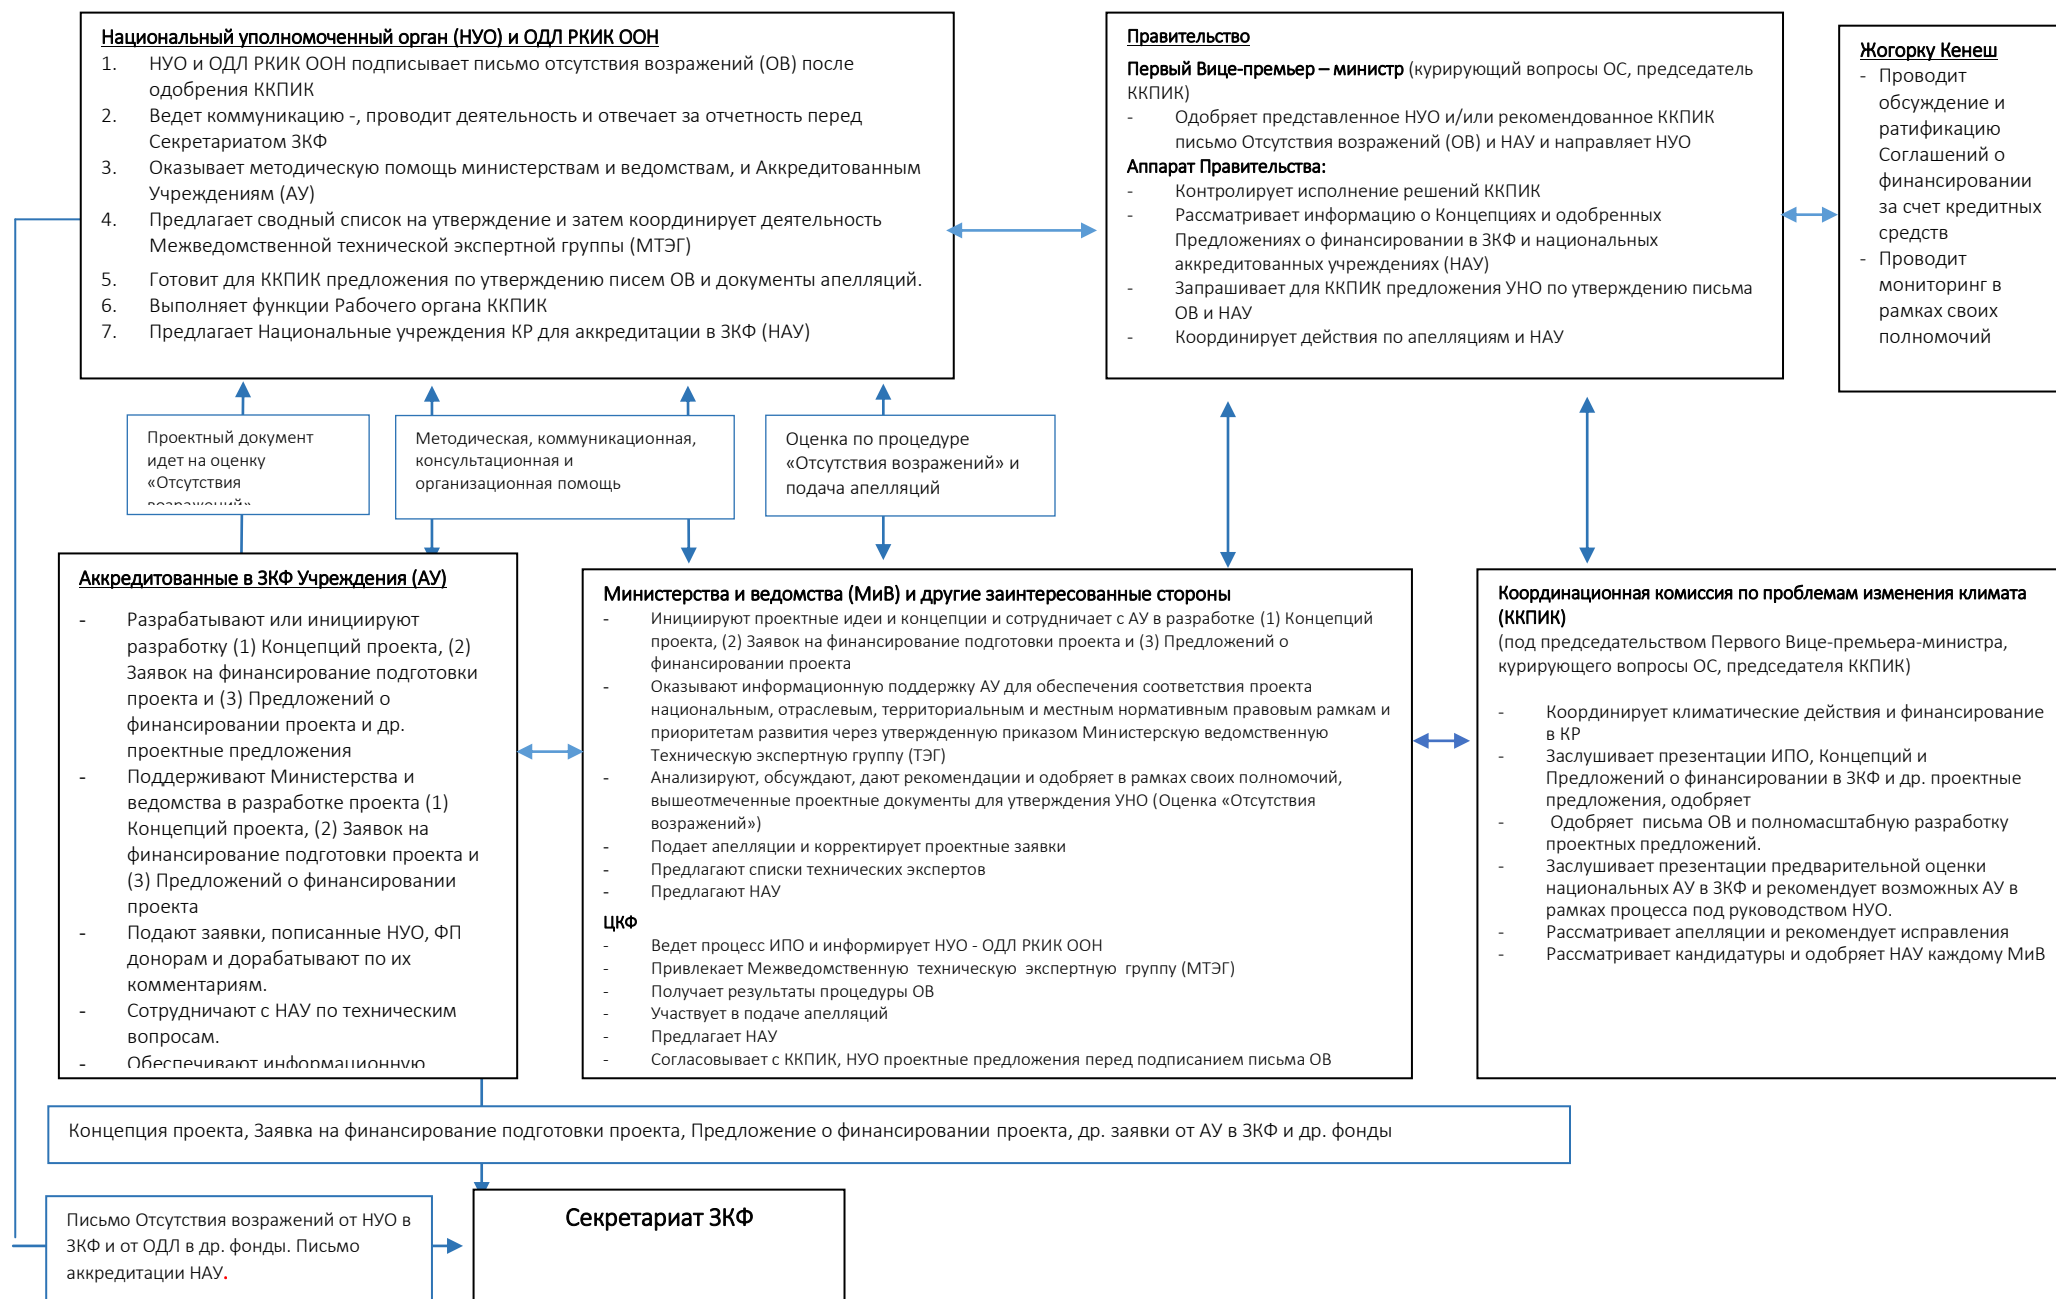 Национальный уполномоченный орган (НУО) и ОДЛ РКИК ООН
1. НУО и ОДЛ РКИК ООН подписывает письмо отсутствия возражений (ОВ) после
одобрения ККПИК
2. Ведет коммуникацию -, проводит деятельность и отвечает за отчетность перед
Секретариатом ЗКФ
3. Оказывает методическую помощь министерствам и ведомствам, и Аккредитованным
Учреждениям (АУ)
4. Предлагает сводный список на утверждение и затем координирует деятельность
Межведомственной технической экспертной группы (МТЭГ)
5. Готовит для ККПИК предложения по утверждению писем ОВ и документы апелляций.
6. Выполняет функции Рабочего органа ККПИК
7. Предлагает Национальные учреждения КР для аккредитации в ЗКФ (НАУ)
Правительство
Первый Вице-премьер – министр (курирующий вопросы ОС, председатель
ККПИК)
- Одобряет представленное НУО и/или рекомендованное ККПИК
письмо Отсутствия возражений (ОВ) и НАУ и направляет НУО
Аппарат Правительства:
- Контролирует исполнение решений ККПИК
- Рассматривает информацию о Концепциях и одобренных
Предложениях о финансировании в ЗКФ и национальных
аккредитованных учреждениях (НАУ)
- Запрашивает для ККПИК предложения УНО по утверждению письма
ОВ и НАУ
- Координирует действия по апелляциям и НАУ
Жогорку Кенеш
- Проводит
обсуждение и
ратификацию
Соглашений о
финансировании
за счет кредитных
средств
- Проводит
мониторинг в
рамках своих
полномочий
Проектный документ
идет на оценку
«Отсутствия
возражений»
Методическая, коммуникационная,
консультационная и
организационная помощь
Оценка по процедуре
«Отсутствия возражений» и
подача апелляций
Аккредитованные в ЗКФ Учреждения (АУ)
- Разрабатывают или инициируют
разработку (1) Концепций проекта, (2)
Заявок на финансирование подготовки
проекта и (3) Предложений о
финансировании проекта и др.
проектные предложения
- Поддерживают Министерства и
ведомства в разработке проекта (1)
Концепций проекта, (2) Заявок на
финансирование подготовки проекта и
(3) Предложений о финансировании
проекта
- Подают заявки, пописанные НУО, ФП
донорам и дорабатывают по их
комментариям.
- Сотрудничают с НАУ по техническим
вопросам.
- Обеспечивают информационную
Министерства и ведомства (МиВ) и другие заинтересованные стороны
- Инициируют проектные идеи и концепции и сотрудничает с АУ в разработке (1) Концепций
проекта, (2) Заявок на финансирование подготовки проекта и (3) Предложений о
финансировании проекта
- Оказывают информационную поддержку АУ для обеспечения соответствия проекта
национальным, отраслевым, территориальным и местным нормативным правовым рамкам и
приоритетам развития через утвержденную приказом Министерскую ведомственную
Техническую экспертную группу (ТЭГ)
- Анализируют, обсуждают, дают рекомендации и одобряет в рамках своих полномочий,
вышеотмеченные проектные документы для утверждения УНО (Оценка «Отсутствия
возражений»)
- Подает апелляции и корректирует проектные заявки
- Предлагают списки технических экспертов
- Предлагают НАУ
ЦКФ
- Ведет процесс ИПО и информирует НУО - ОДЛ РКИК ООН
- Привлекает Межведомственную техническую экспертную группу (МТЭГ)
- Получает результаты процедуры ОВ
- Участвует в подаче апелляций
- Предлагает НАУ
- Согласовывает с ККПИК, НУО проектные предложения перед подписанием письма ОВ
Координационная комиссия по проблемам изменения климата
(ККПИК)
(под председательством Первого Вице-премьера-министра,
курирующего вопросы ОС, председателя ККПИК)
- Координирует климатические действия и финансирование
в КР
- Заслушивает презентации ИПО, Концепций и
Предложений о финансировании в ЗКФ и др. проектные
предложения, одобряет
- Одобряет письма ОВ и полномасштабную разработку
проектных предложений.
- Заслушивает презентации предварительной оценки
национальных АУ в ЗКФ и рекомендует возможных АУ в
рамках процесса под руководством НУО.
- Рассматривает апелляции и рекомендует исправления
- Рассматривает кандидатуры и одобряет НАУ каждому МиВ
Концепция проекта, Заявка на финансирование подготовки проекта, Предложение о финансировании проекта, др. заявки от АУ в ЗКФ и др. фонды
Письмо Отсутствия возражений от НУО в
ЗКФ и от ОДЛ в др. фонды. Письмо
аккредитации НАУ.
Секретариат ЗКФ